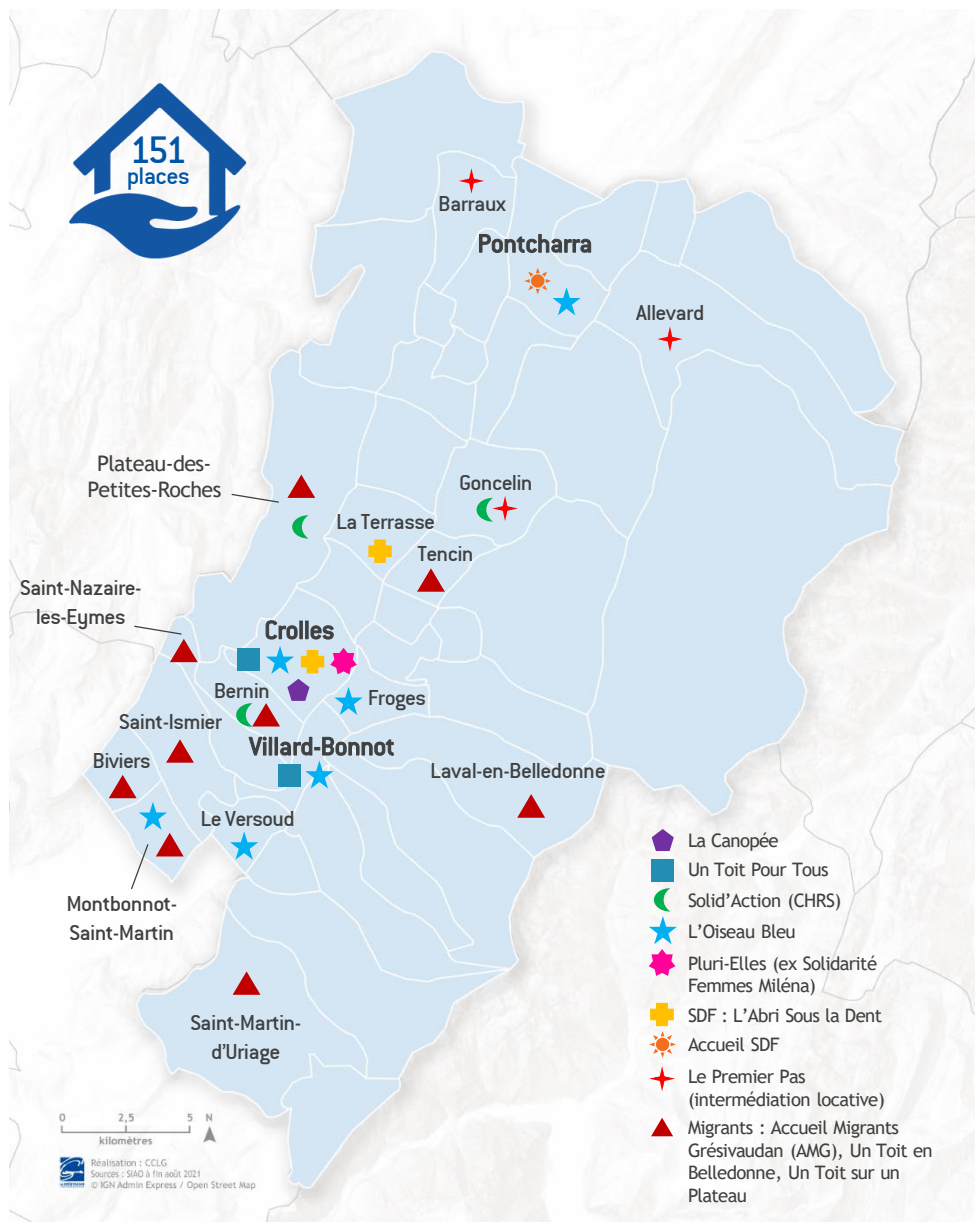 151
places
Barraux
Pontcharra
Allevard
Plateau-des-
Petites-Roches
Goncelin
La Terrasse
Tencin
Saint-Nazaire-
les-Eymes
Crolles
Bernin
Froges
Saint-Ismier
Villard-Bonnot
Biviers
Laval-en-Belledonne
Le Versoud
Montbonnot-
Saint-Martin
Saint-Martin-
d'Uriage
La Canopée
Un Toit Pour Tous
Solid'Action (CHRS)
L'Oiseau Bleu
Pluri-Elles (ex Solidarité
Femmes Miléna)
SDF : L'Abri Sous la Dent
Accueil SDF
Le Premier Pas
(intermédiation locative)
Migrants : Accueil Migrants
Grésivaudan (AMG), Un Toit en
Belledonne, Un Toit sur un
Plateau
0 2,5 5 N
kilomètres
Réalisation : CCLG
Sources : SIAO à fin août 2021
© IGN Admin Express / Open Street Map